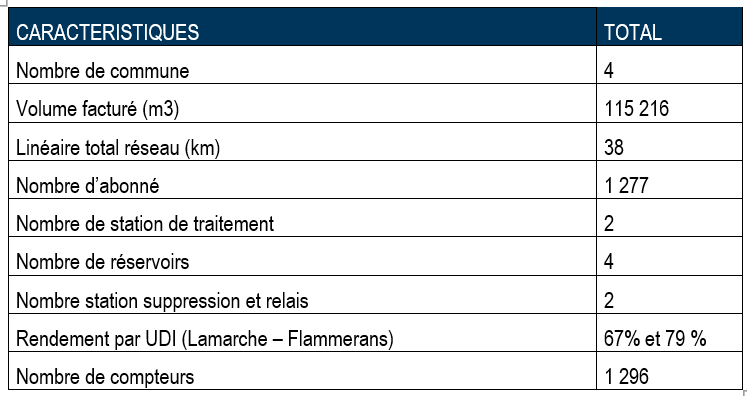 CARACTERISTIQUES TOTAL
Nombre de commune 4
Volume facturé (m3) 115 216
Linéaire total réseau (km) 38
Nombre d’abonné 1 277
Nombre de station de traitement 2
Nombre de réservoirs 4
Nombre station suppression et relais 2
Rendement par UDI (Lamarche – Flammerans) 67% et 79 %
Nombre de compteurs 1 296